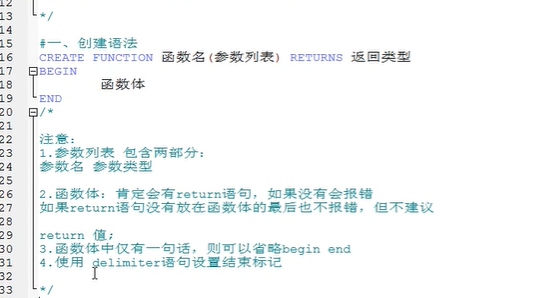 12
13 */
14
15 #一、创建语法
16 CREATE FUNCTION 函数名(参数列表) RETURNS 返回类型
17 BEGIN
18 函数体
19 END
20 /*
21
22 注意:
23 1.参数列表 包含两部分:
24 参数名 参数类型
25
26 2.函数体: 肯定会有return语句, 如果没有会报错
27 如果return语句没有放在函数体的最后也不报错, 但不建议
28
29 return 值;
30 3.函数体中仅有一句话, 则可以省略begin end
31 4.使用 delimiter语句设置结束标记
32
33 */